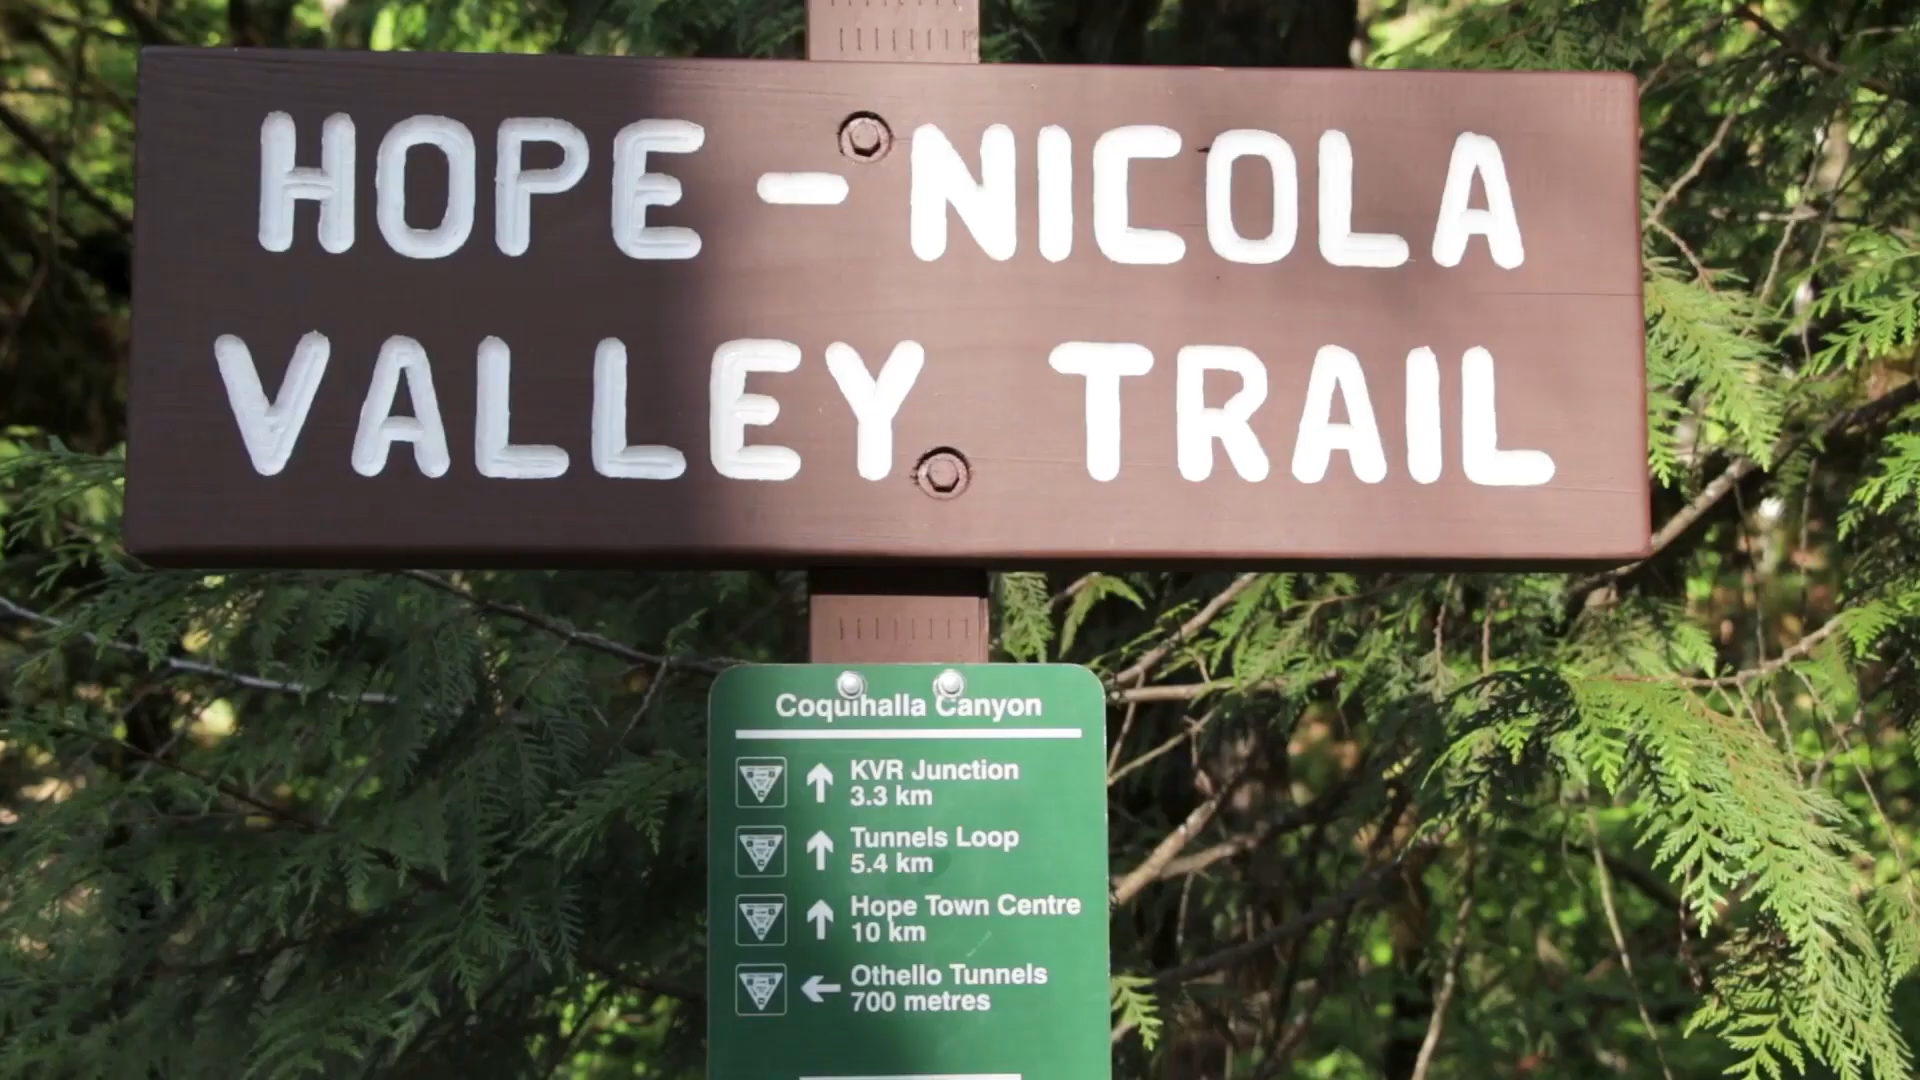 HOPE - NICOLA
VALLEY TRAIL
Coquihalla Canyon
KVR Junction
3.3 km
Tunnels Loop
5.4 km
Hope Town Centre
10 km
Othello Tunnels
700 metres